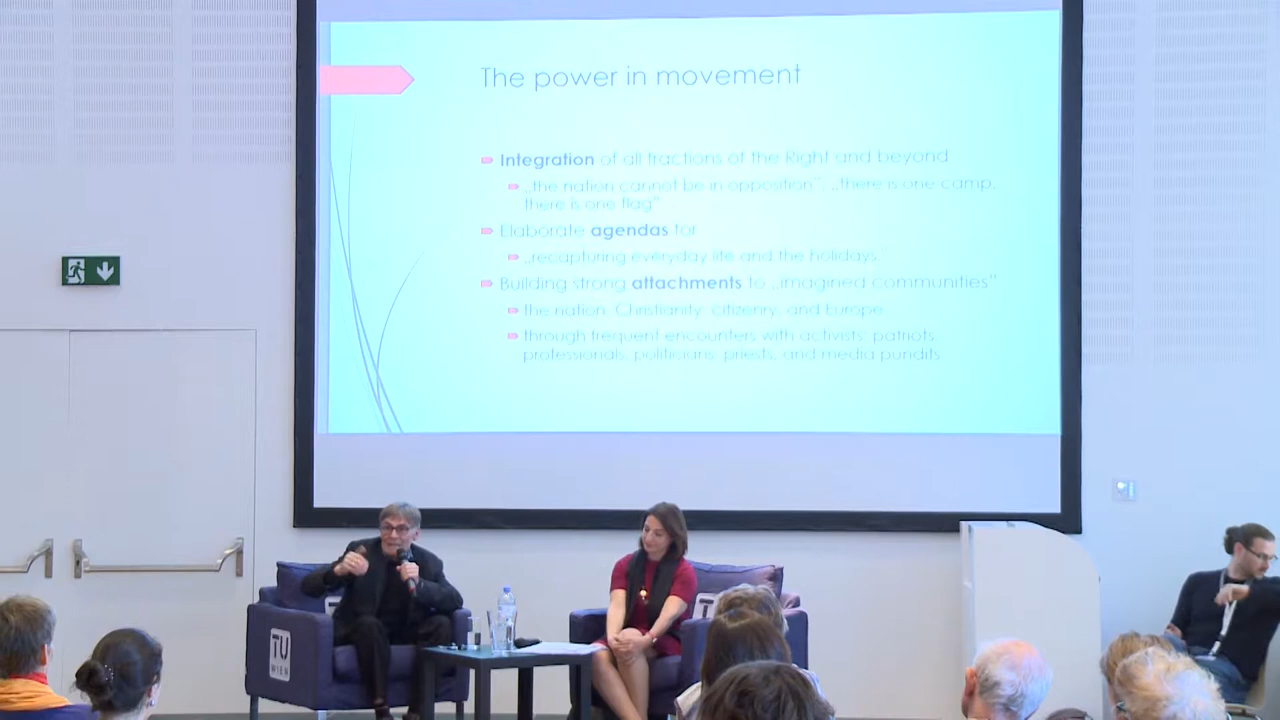 The power in movement
Integration of all fractions of the Right and beyond
„the nation cannot be in opposition”; „there is one camp,
there is one flag”
Elaborate agendas for
„recapturing everyday life and the holidays.”
Building strong attachments to „imagined communities”
the nation, Christianity, citizenry, and Europe
through frequent encounters with activists, patriots,
professionals, politicians, priests, and media pundits
TU
WIEN